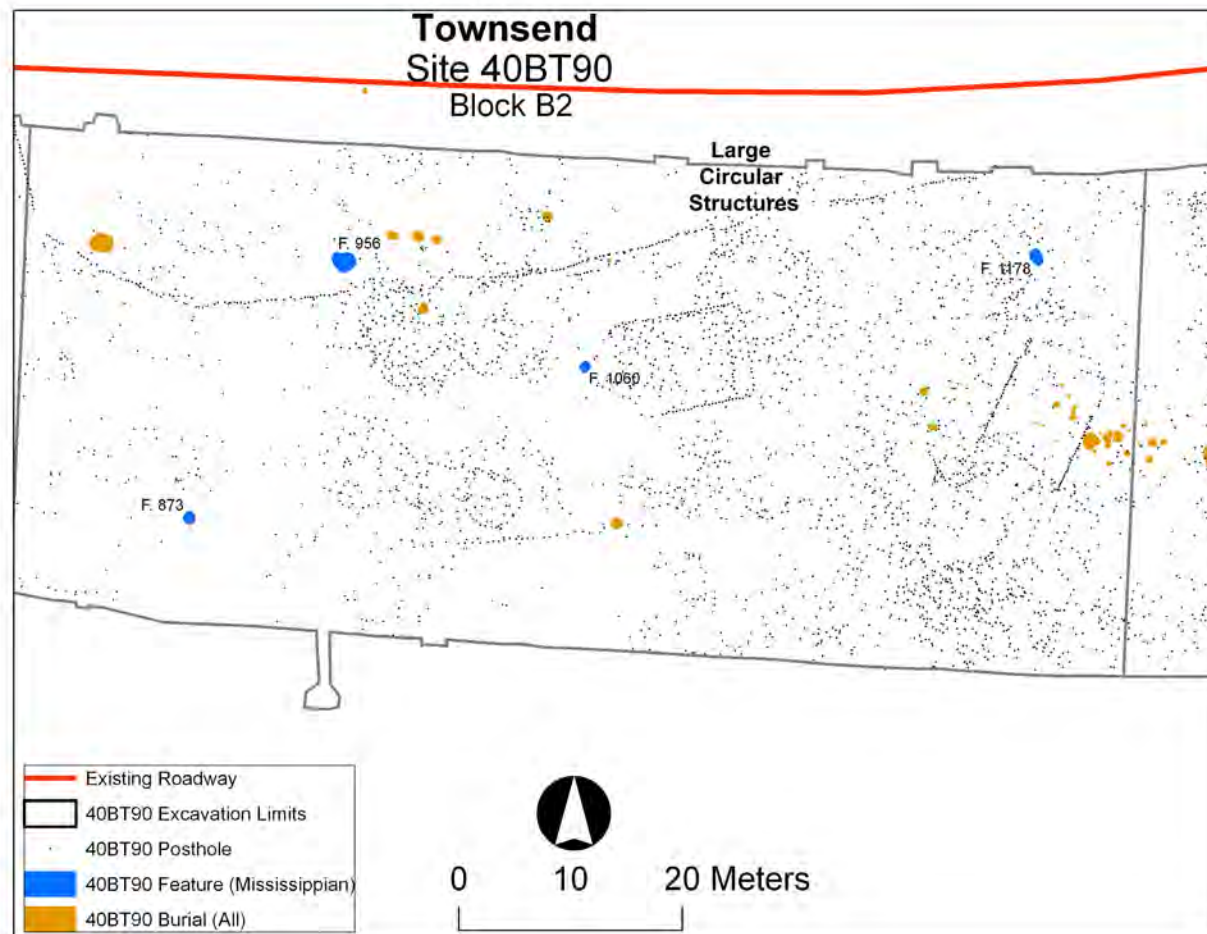 Townsend
Site 40BT90
Block B2
Large
Circular
Structures
F. 956
F. 1178
F. 1060
F. 873
Existing Roadway
40BT90 Excavation Limits
40BT90 Posthole
40BT90 Feature (Mississippian)
40BT90 Burial (All)
0 10 20 Meters